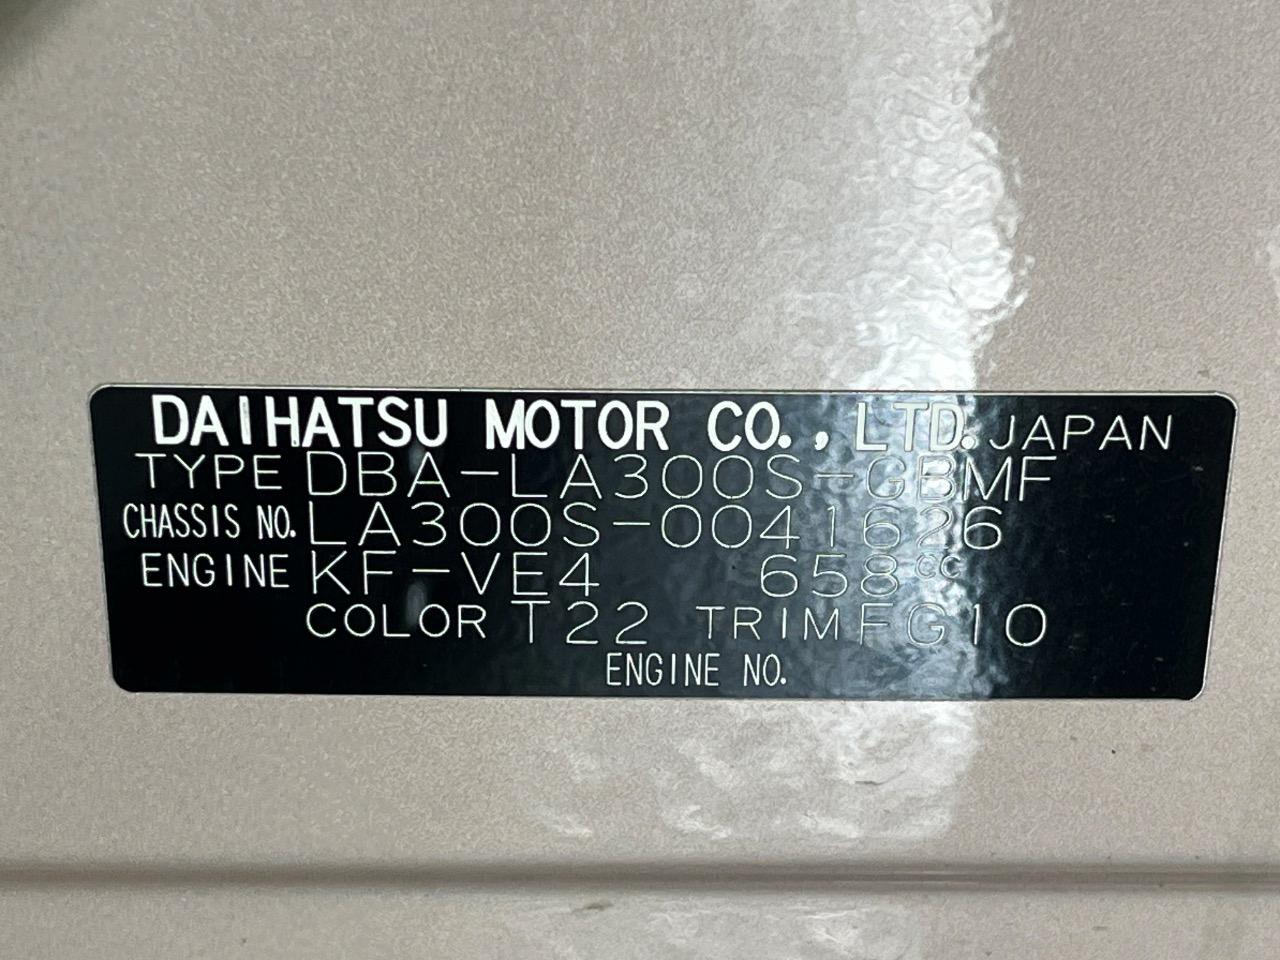 DAIHATSU MOTOR CO., LTD. JAPAN
TYPE DBA-LA300S-GBMF
CHASSIS NO. LA300S-0041626
ENGINE KF-VE4 658cc
COLOR T22 TRIM FG10
ENGINE NO.